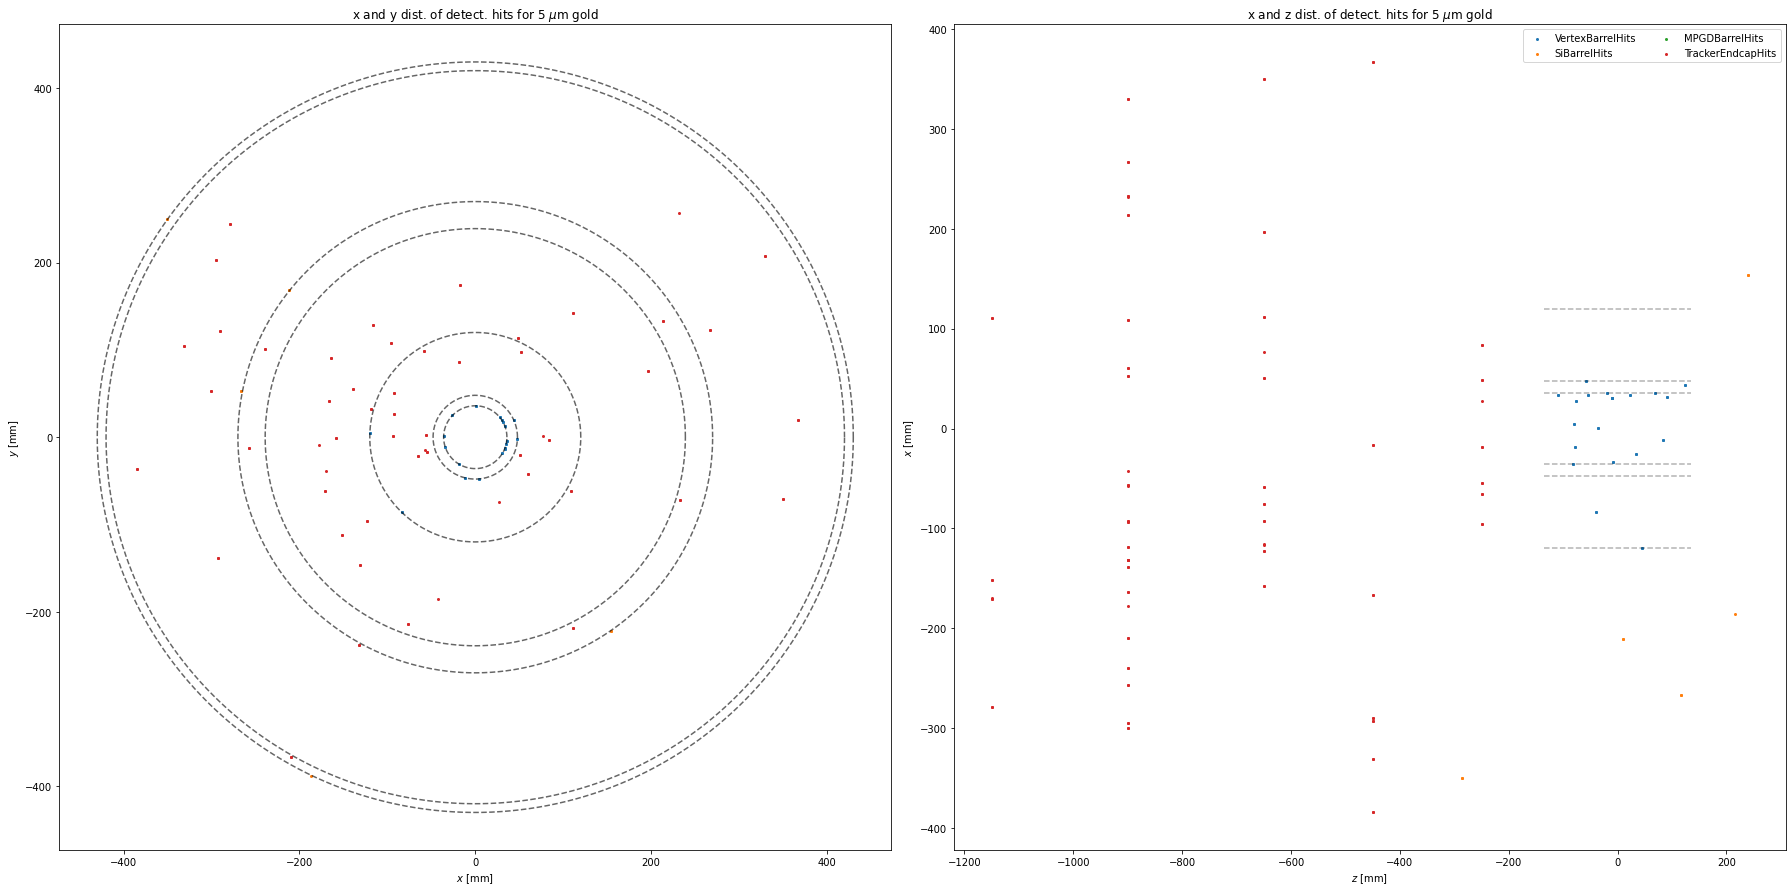 x and y dist. of detect. hits for 5 μm gold
400
200
0
−200
−400
y [mm]
−400
−200
0
200
400
x [mm]
x and z dist. of detect. hits for 5 μm gold
VertexBarrelHits
SiBarrelHits
MPGDBarrelHits
TrackerEndcapHits
400
300
200
100
0
−100
−200
−300
−400
x [mm]
−1200
−1000
−800
−600
−400
−200
0
200
z [mm]